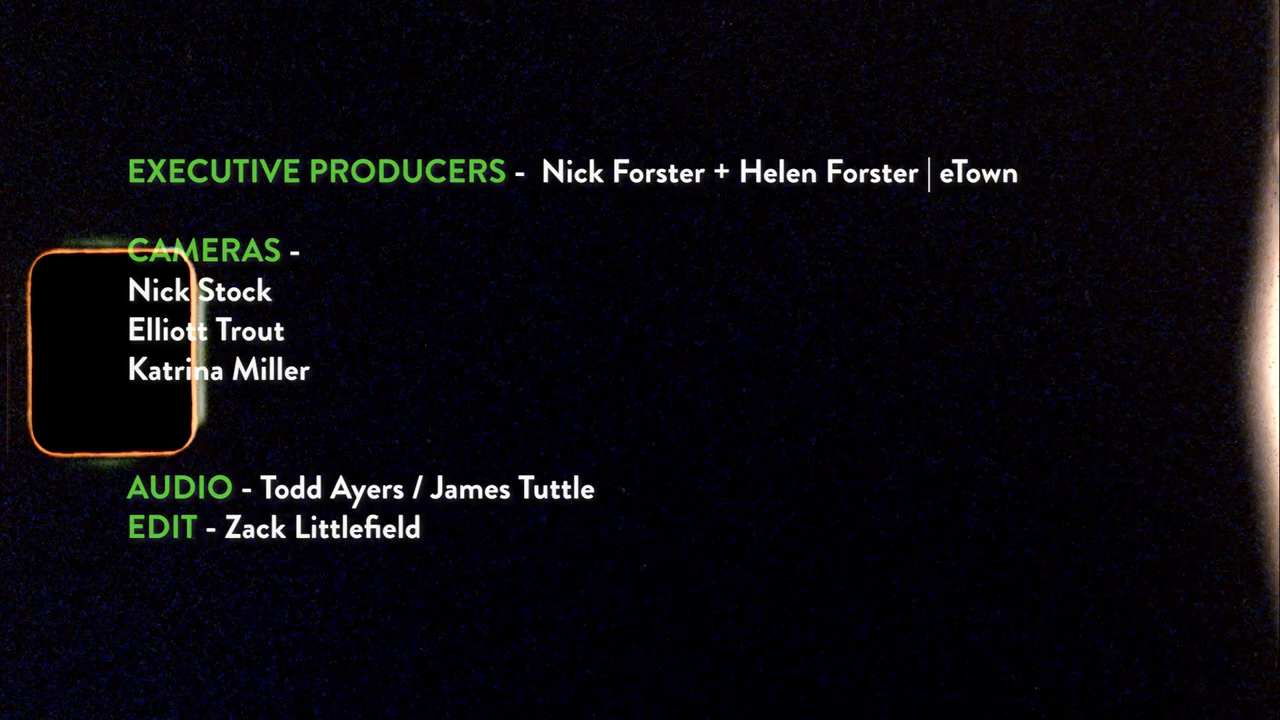 EXECUTIVE PRODUCERS - Nick Forster + Helen Forster | eTown
CAMERAS -
Nick Stock
Elliott Trout
Katrina Miller
AUDIO - Todd Ayers / James Tuttle
EDIT - Zack Littlefield